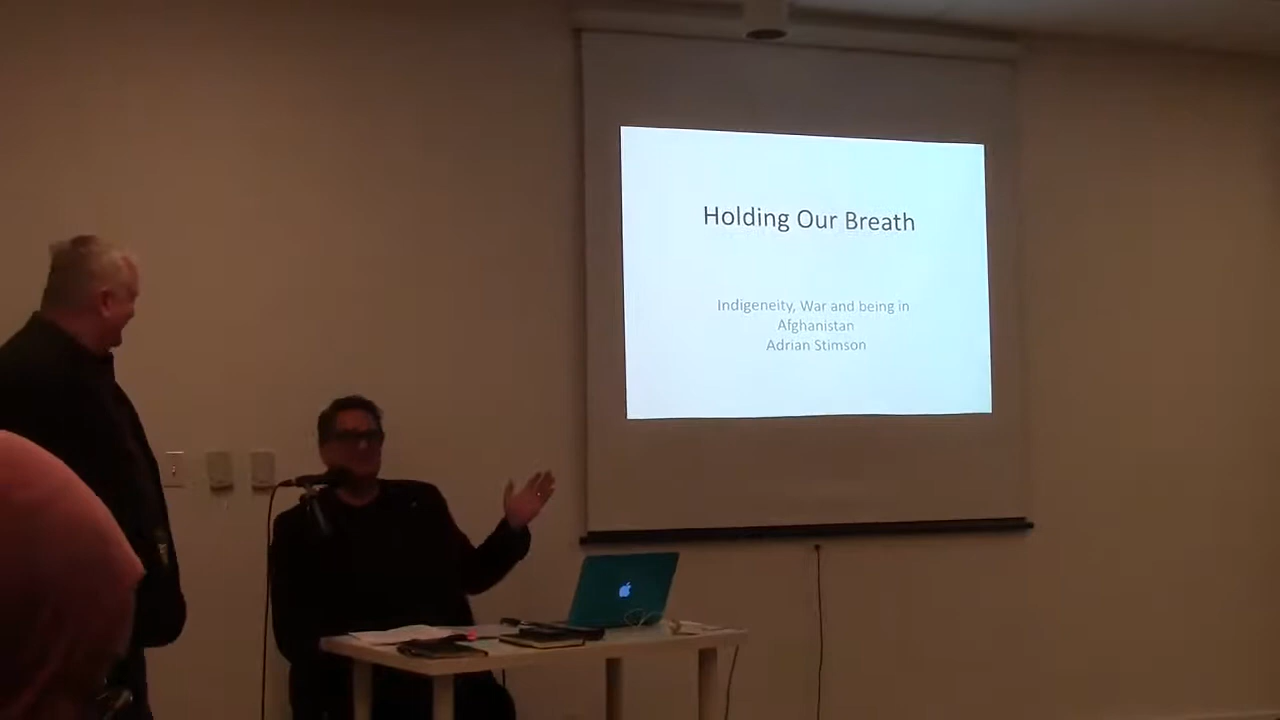 Holding Our Breath
Indigeneity, War and being in
Afghanistan
Adrian Stimson